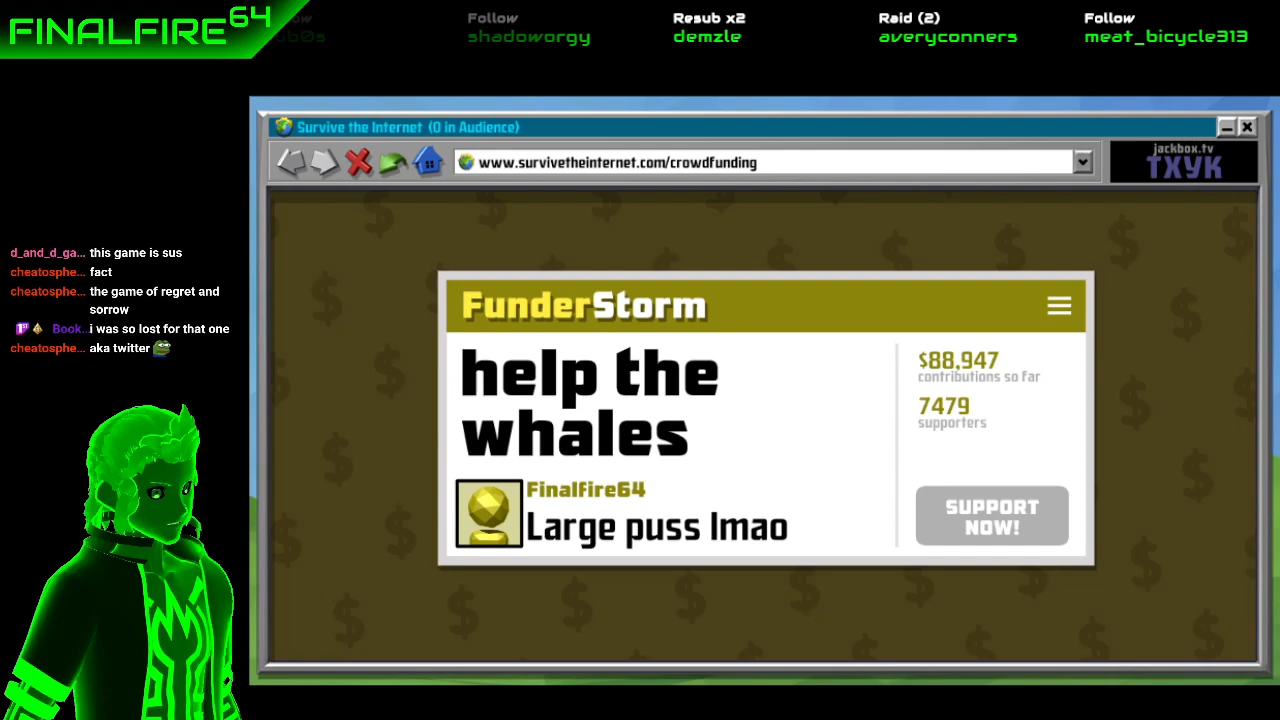 FINALFIRE64
Follow
Follow
shadoworgy
Resub x2
demzle
Raid (2)
averyconners
Follow
meat_bicycle313
Survive the Internet (0 in Audience)
www.survivetheinternet.com/crowdfunding
jackbox.tv
TXYK
d_and_d_ga... this game is sus
cheatosphe... fact
cheatosphe... the game of regret and
sorrow
Book... i was so lost for that one
cheatosphe... aka twitter
FunderStorm
help the
whales
Finalfire64
Large puss lmao
$88,947
contributions so far
7479
supporters
SUPPORT
NOW!